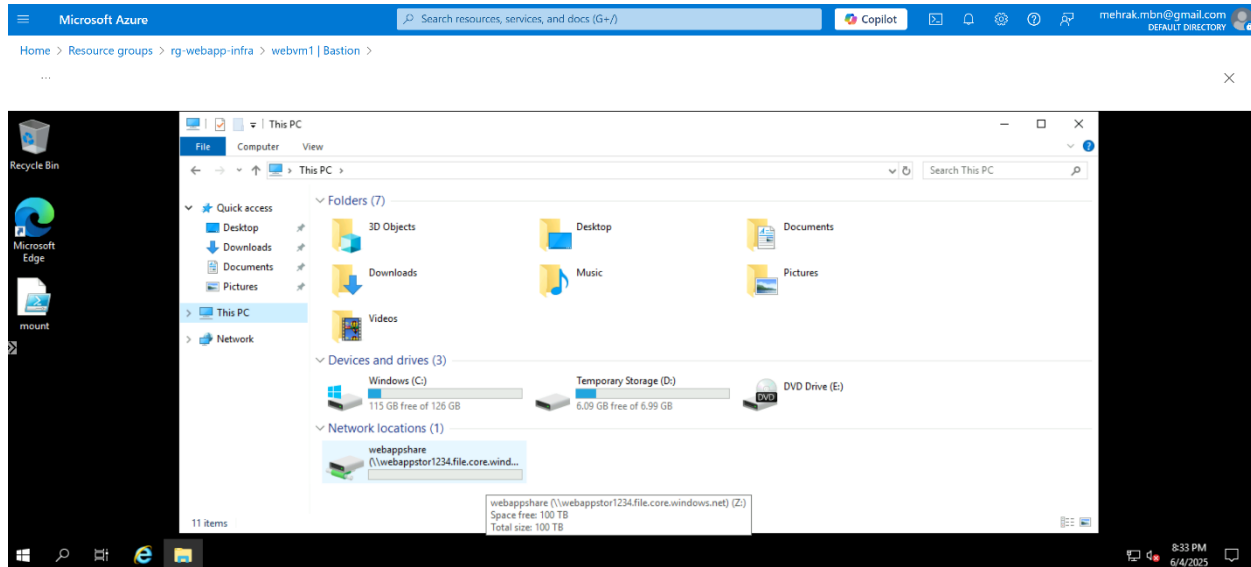 Microsoft Azure
Search resources, services, and docs (G+/)
Copilot
mehrak.mbn@gmail.com
DEFAULT DIRECTORY
Home > Resource groups > rg-webapp-infra > webvm1 | Bastion >
...
Recycle Bin
Microsoft
Edge
mount
This PC
File Computer View
This PC >
Search This PC
Quick access
Desktop
Downloads
Documents
Pictures
This PC
Network
Folders (7)
3D Objects
Desktop
Documents
Downloads
Music
Pictures
Videos
Devices and drives (3)
Windows (C:)
115 GB free of 126 GB
Temporary Storage (D:)
6.09 GB free of 6.99 GB
DVD
DVD Drive (E:)
Network locations (1)
webappshare
(\\webappstor1234.file.core.wind...
webappshare (\\webappstor1234.file.core.windows.net) (Z:)
Space free: 100 TB
Total size: 100 TB
11 items
8:33 PM
6/4/2025